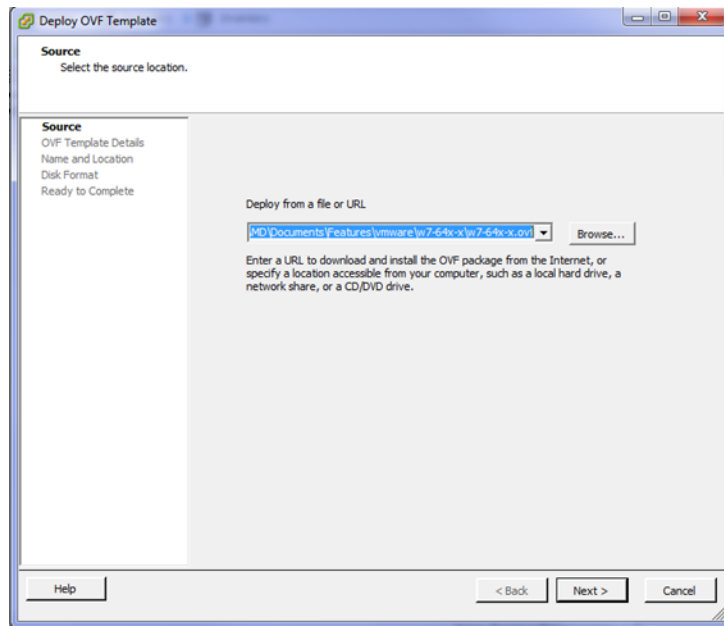 Deploy OVF Template
Source
Select the source location.
Source
OVF Template Details
Name and Location
Disk Format
Ready to Complete
Deploy from a file or URL
MD\Documents\Features\vmware\w7-64x-x\w7-64x-x.ovf
Browse...
Enter a URL to download and install the OVF package from the Internet, or
specify a location accessible from your computer, such as a local hard drive, a
network share, or a CD/DVD drive.
Help
< Back
Next >
Cancel